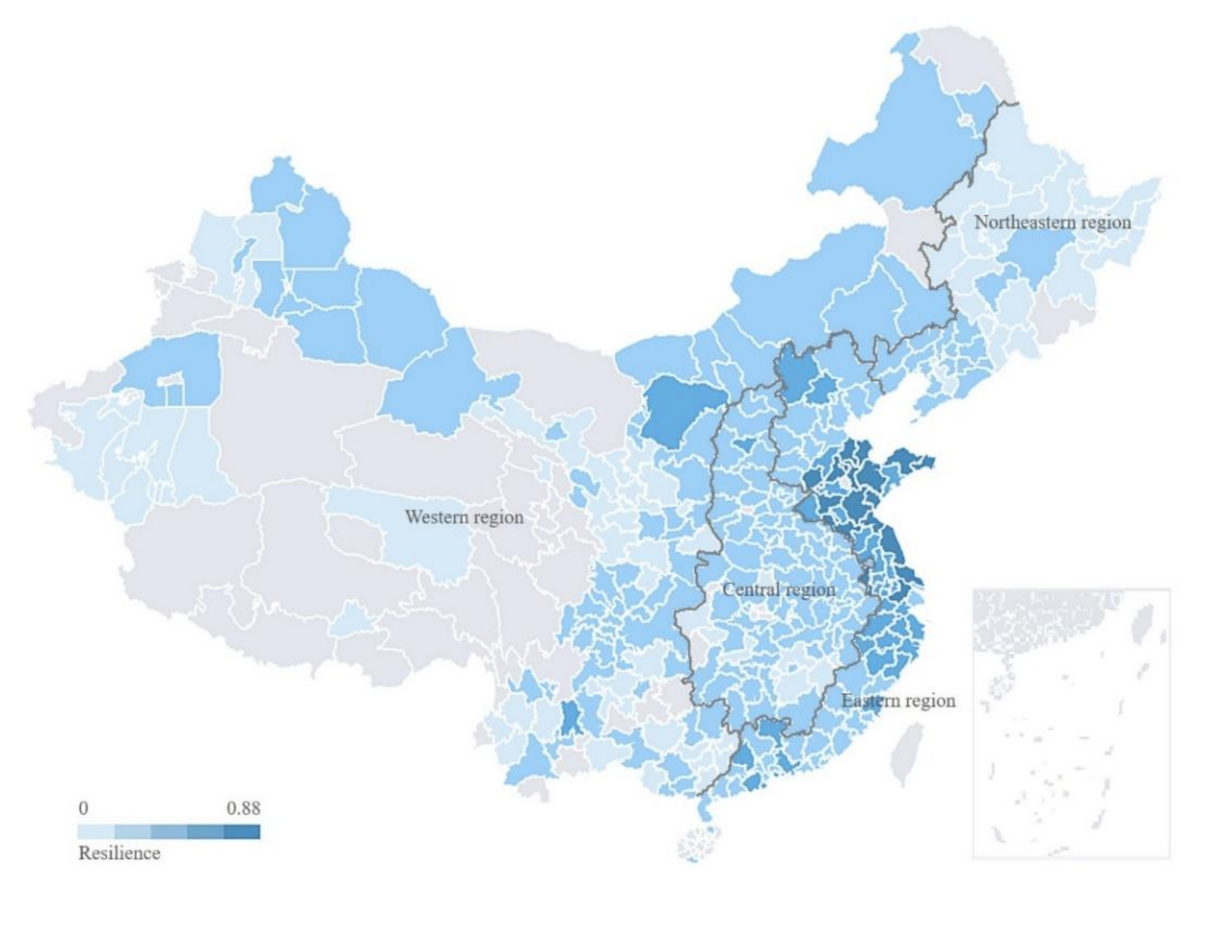 Northeastern region
Western region
Central region
Eastern region
0 0.88
Resilience